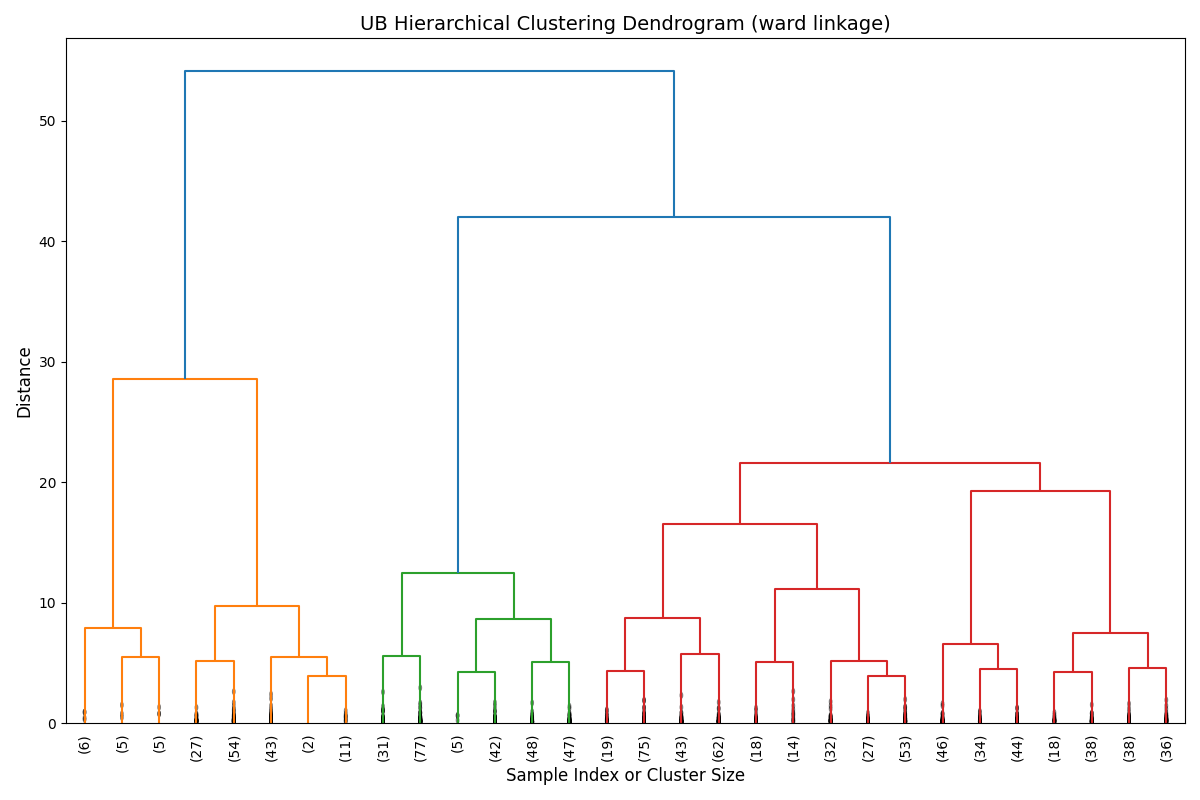 UB Hierarchical Clustering Dendrogram (ward linkage)
Distance
50
40
30
20
10
0
(6) (5) (5) (27) (54) (43) (2) (11) (31) (77) (5) (42) (48) (47) (19) (75) (43) (62) (18) (14) (32) (27) (53) (46) (34) (44) (18) (38) (38) (36)
Sample Index or Cluster Size